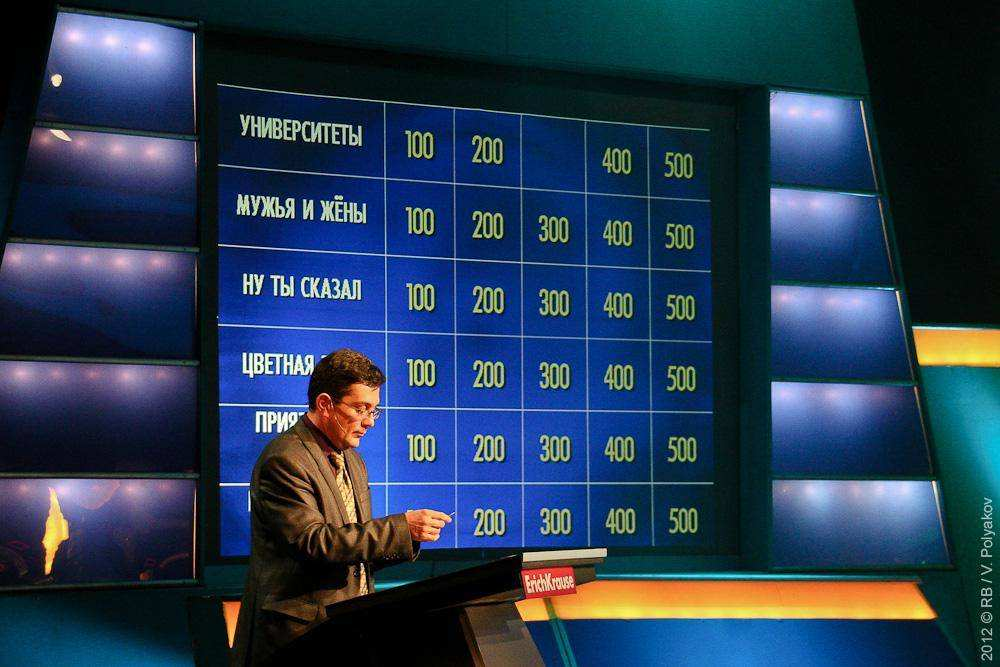 УНИВЕРСИТЕТЫ 100 200 400 500
МУЖЬЯ И ЖЁНЫ 100 200 300 400 500
НУ ТЫ СКАЗАЛ 100 200 300 400 500
ЦВЕТНАЯ 100 200 300 400 500
100 200 300 400 500
200 300 400 500
ErichKrause
2012 © RB / V. Polyakov